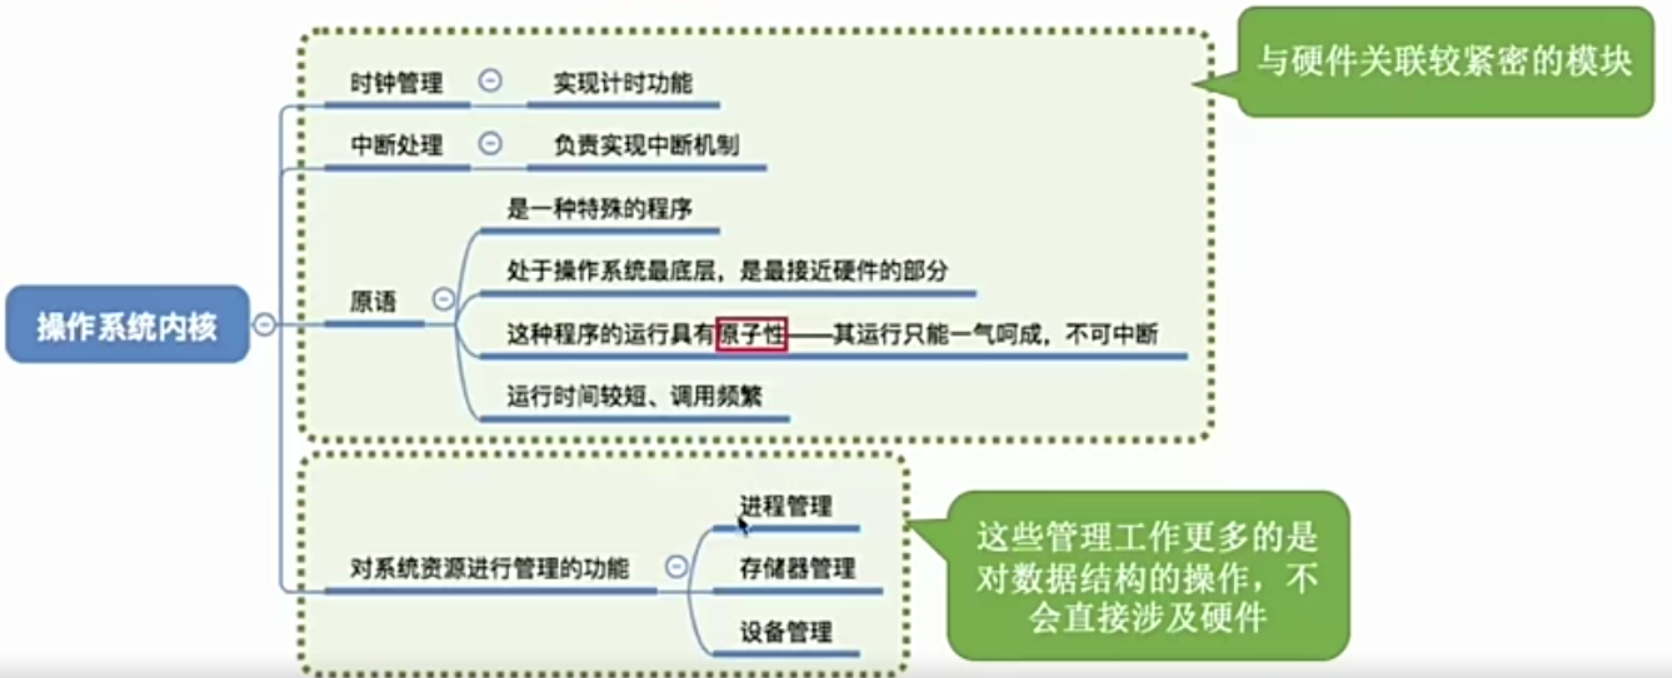 与硬件关联较紧密的模块
时钟管理
实现计时功能
中断处理
负责实现中断机制
是一种特殊的程序
处于操作系统最底层，是最接近硬件的部分
原语
操作系统内核
这种程序的运行具有原子性——其运行只能一气呵成，不可中断
运行时间较短、调用频繁
进程管理
对系统资源进行管理的功能
存储器管理
设备管理
这些管理工作更多的是
对数据结构的操作，不
会直接涉及硬件